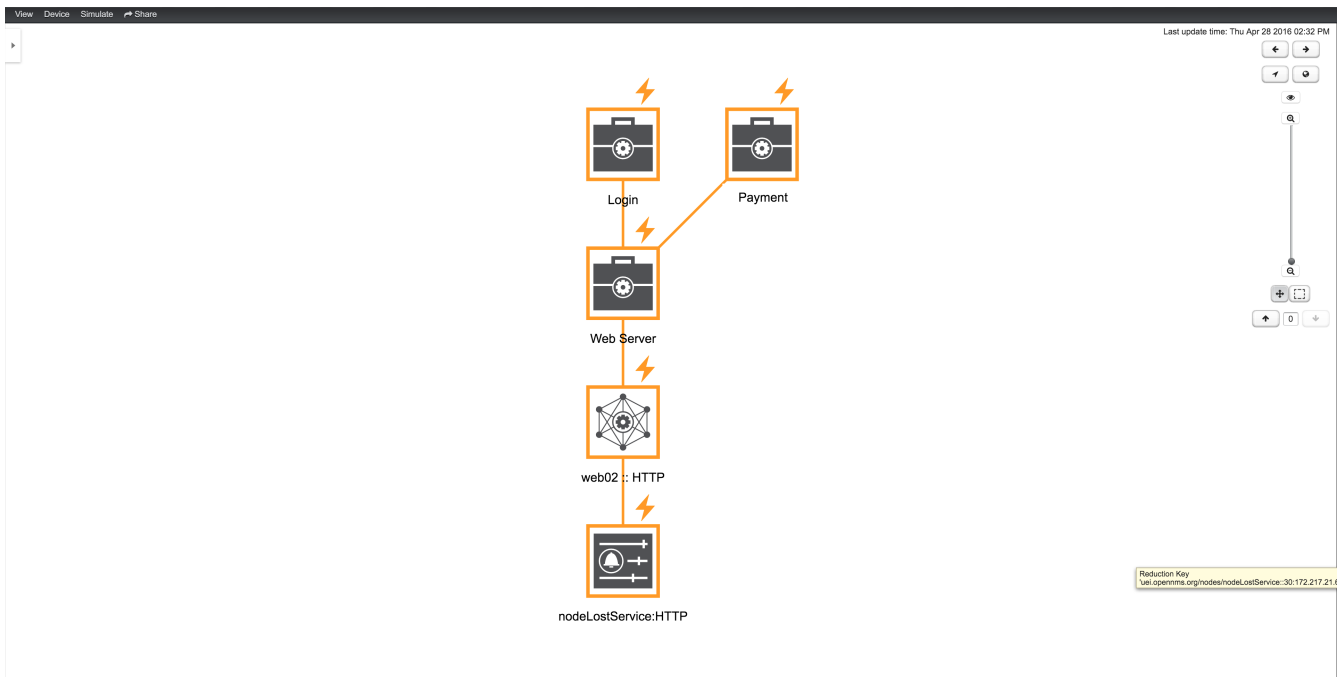 View Device Simulate Share
Last update time: Thu Apr 28 2016 02:32 PM
Login
Payment
Web Server
web02 :: HTTP
nodeLostService:HTTP
0
Reduction Key
'uei.opennms.org/nodes/nodeLostService::30:172.217.21.6